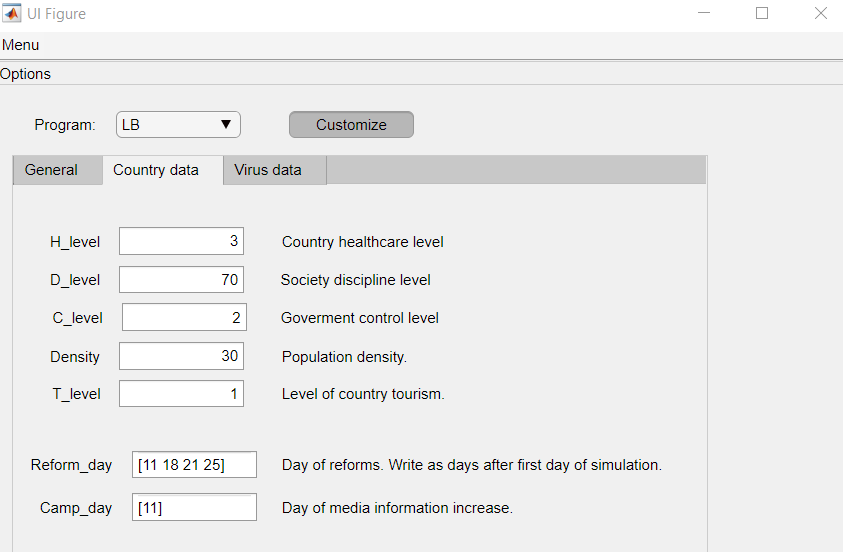 UI Figure
Menu
Options
Program: LB Customize
General Country data Virus data
H_level 3 Country healthcare level
D_level 70 Society discipline level
C_level 2 Goverment control level
Density 30 Population density.
T_level 1 Level of country tourism.
Reform_day [11 18 21 25] Day of reforms. Write as days after first day of simulation.
Camp_day [11] Day of media information increase.